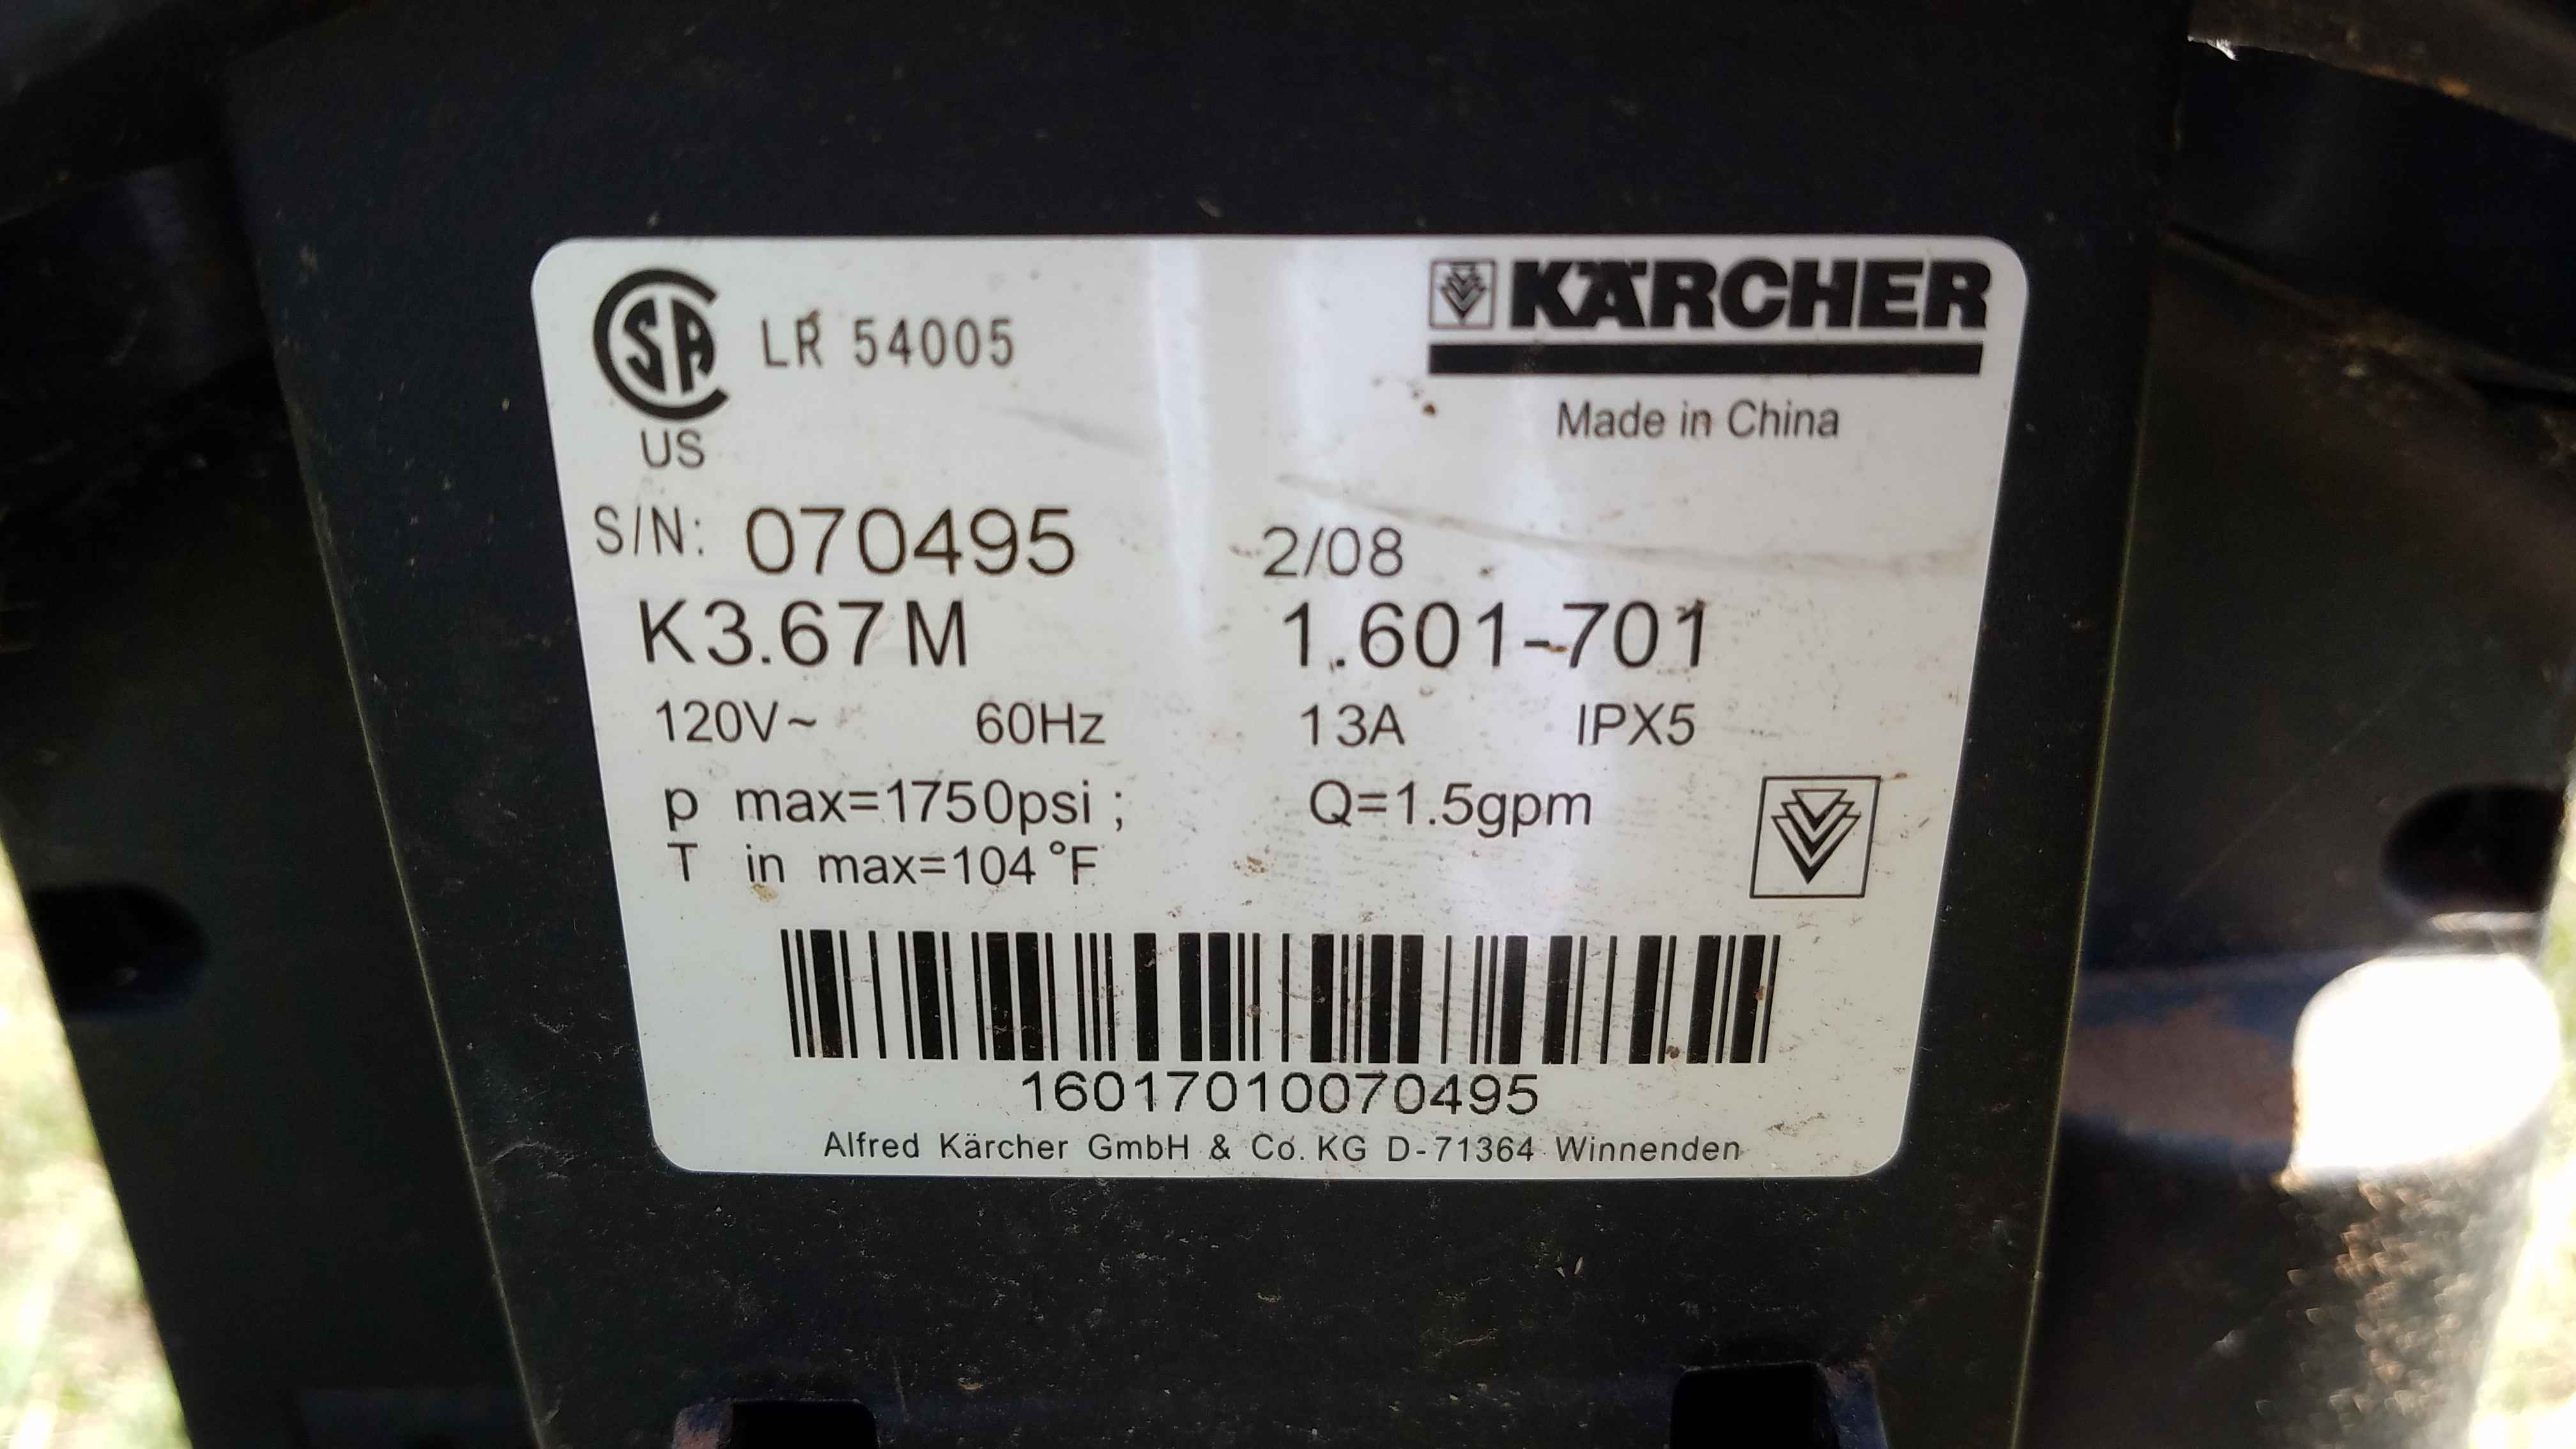 SA LR 54005 KÄRCHER
US Made in China
S/N: 070495 2/08
K3.67M 1.601-701
120V~ 60Hz 13A IPX5
p max=1750psi ; Q=1.5gpm
T in max=104°F
16017010070495
Alfred Kärcher GmbH & Co. KG D-71364 Winnenden